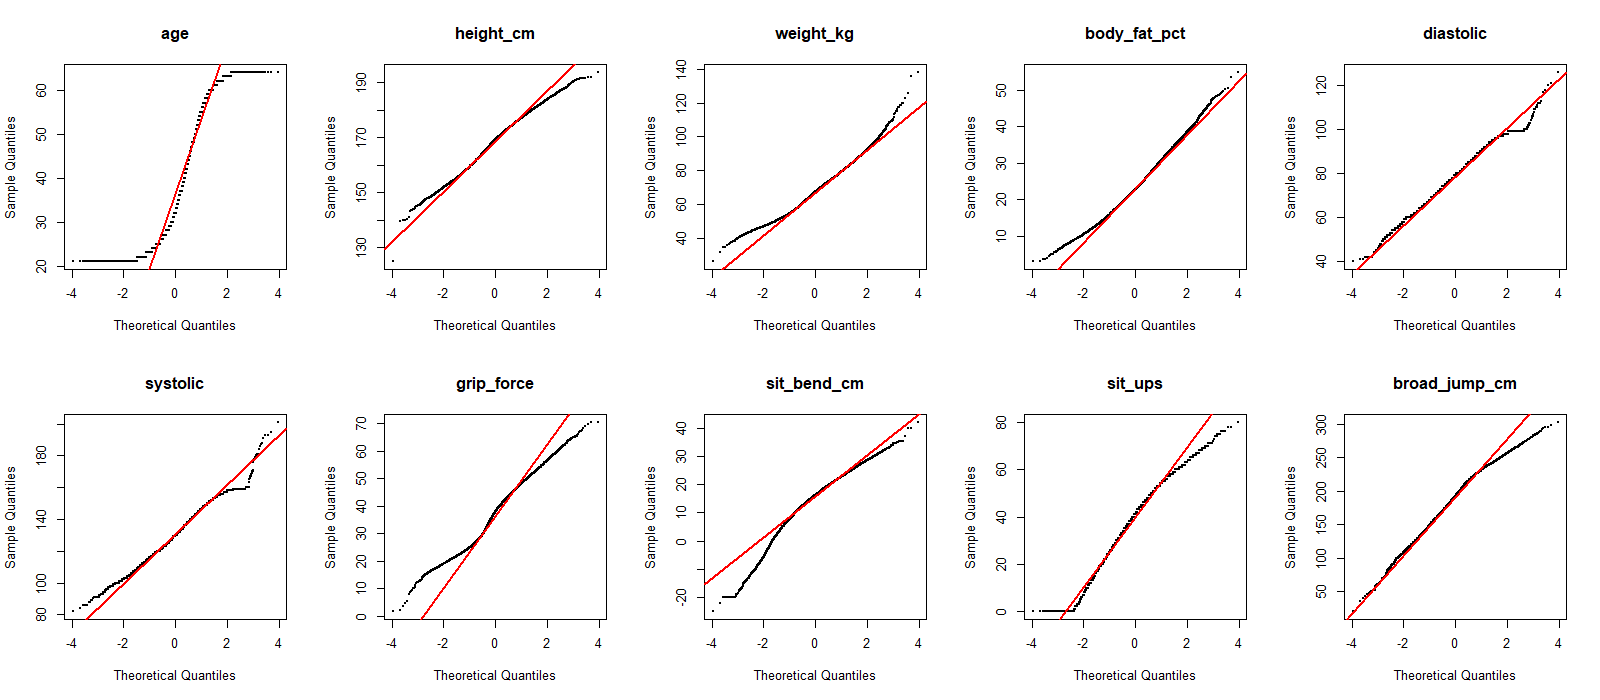 age
height_cm
weight_kg
body_fat_pct
diastolic
Sample Quantiles
20 30 40 50 60
-4 -2 0 2 4
Theoretical Quantiles
Sample Quantiles
130 150 170 190
-4 -2 0 2 4
Theoretical Quantiles
Sample Quantiles
40 60 80 100 120 140
-4 -2 0 2 4
Theoretical Quantiles
Sample Quantiles
10 20 30 40 50
-4 -2 0 2 4
Theoretical Quantiles
Sample Quantiles
40 60 80 100 120
-4 -2 0 2 4
Theoretical Quantiles
systolic
grip_force
sit_bend_cm
sit_ups
broad_jump_cm
Sample Quantiles
80 100 140 180
-4 -2 0 2 4
Theoretical Quantiles
Sample Quantiles
0 10 20 30 40 50 60 70
-4 -2 0 2 4
Theoretical Quantiles
Sample Quantiles
-20 0 10 20 30 40
-4 -2 0 2 4
Theoretical Quantiles
Sample Quantiles
0 20 40 60 80
-4 -2 0 2 4
Theoretical Quantiles
Sample Quantiles
50 100 150 200 250 300
-4 -2 0 2 4
Theoretical Quantiles